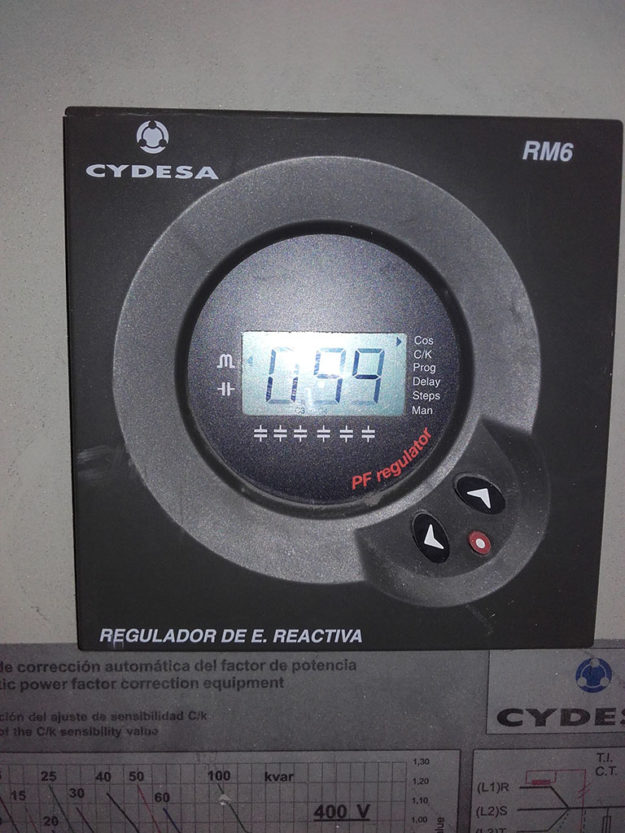 CYDESA
RM6
0.99
Cos
C/K
Prog
Delay
Steps
Man
PF regulator
REGULADOR DE E. REACTIVA
de corrección automática del factor de potencia
tic power factor correction equipment
ción del ajuste de sensibilidad C/k
of the C/k sensibility value
CYDES
25 40 50 100 kvar
15 30 60
20
400 V
1,30
1,20
1,10
1,00
T.I.
C.T.
(L1)R
(L2)S